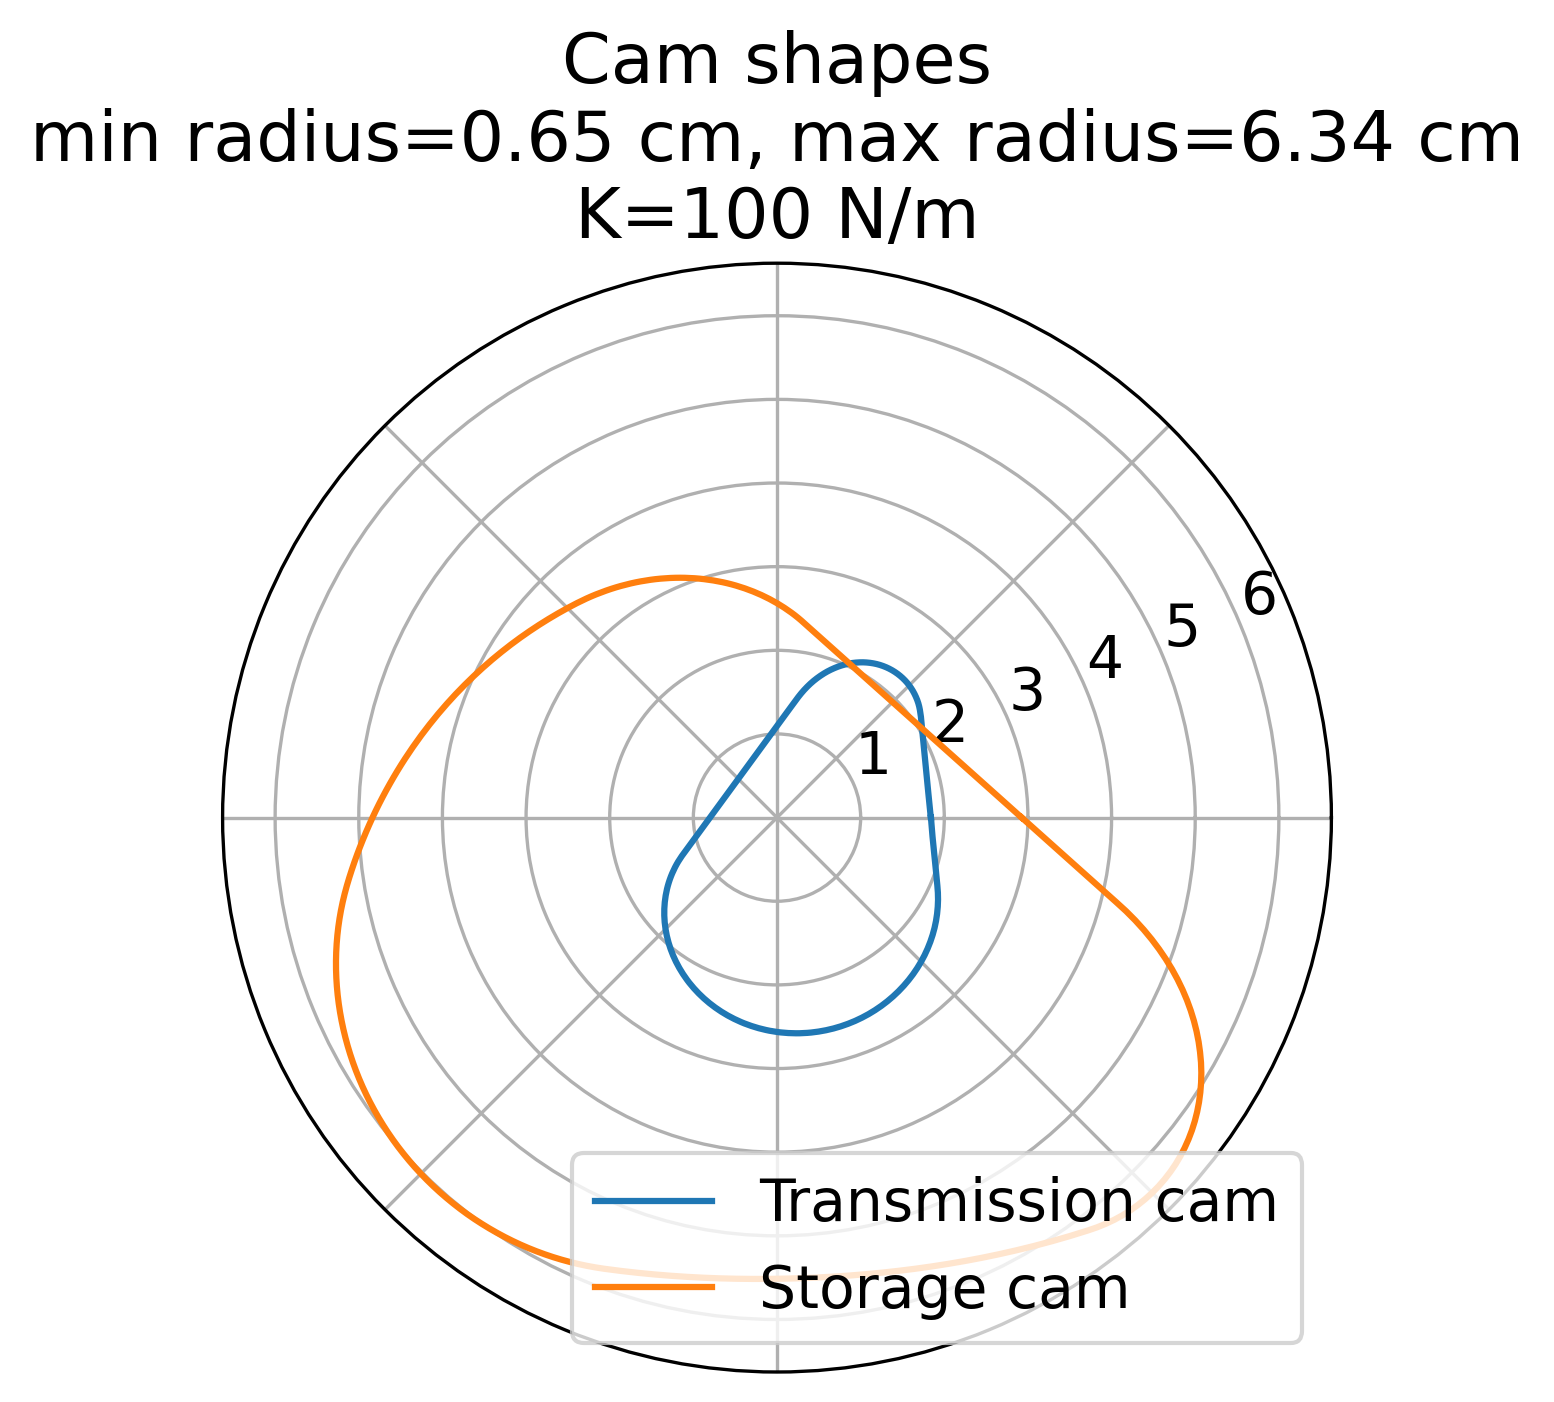 Cam shapes
min radius=0.65 cm, max radius=6.34 cm
K=100 N/m
6
5
4
3
2
1
Transmission cam
Storage cam